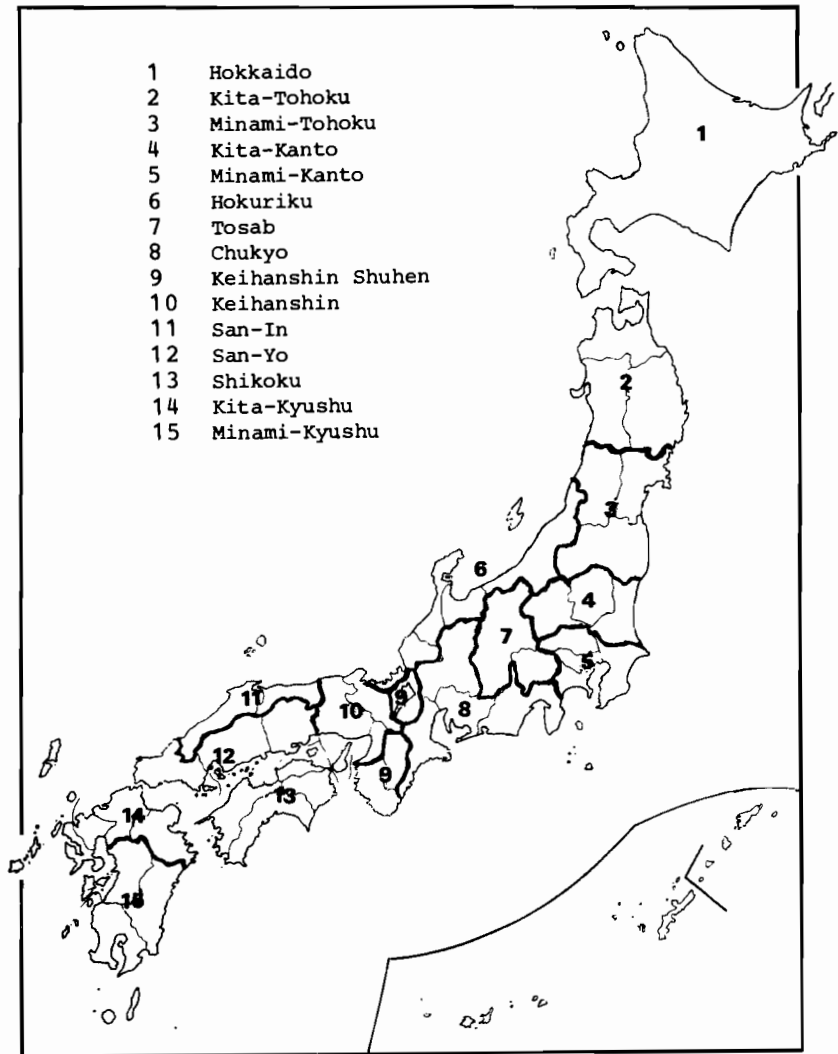 1 Hokkaido
2 Kita-Tohoku
3 Minami-Tohoku
4 Kita-Kanto
5 Minami-Kanto
6 Hokuriku
7 Tosab
8 Chukyo
9 Keihanshin Shuhen
10 Keihanshin
11 San-In
12 San-Yo
13 Shikoku
14 Kita-Kyushu
15 Minami-Kyushu
1
2
3
6
4
7
5
9
11
10
8
12
9
13
14
15